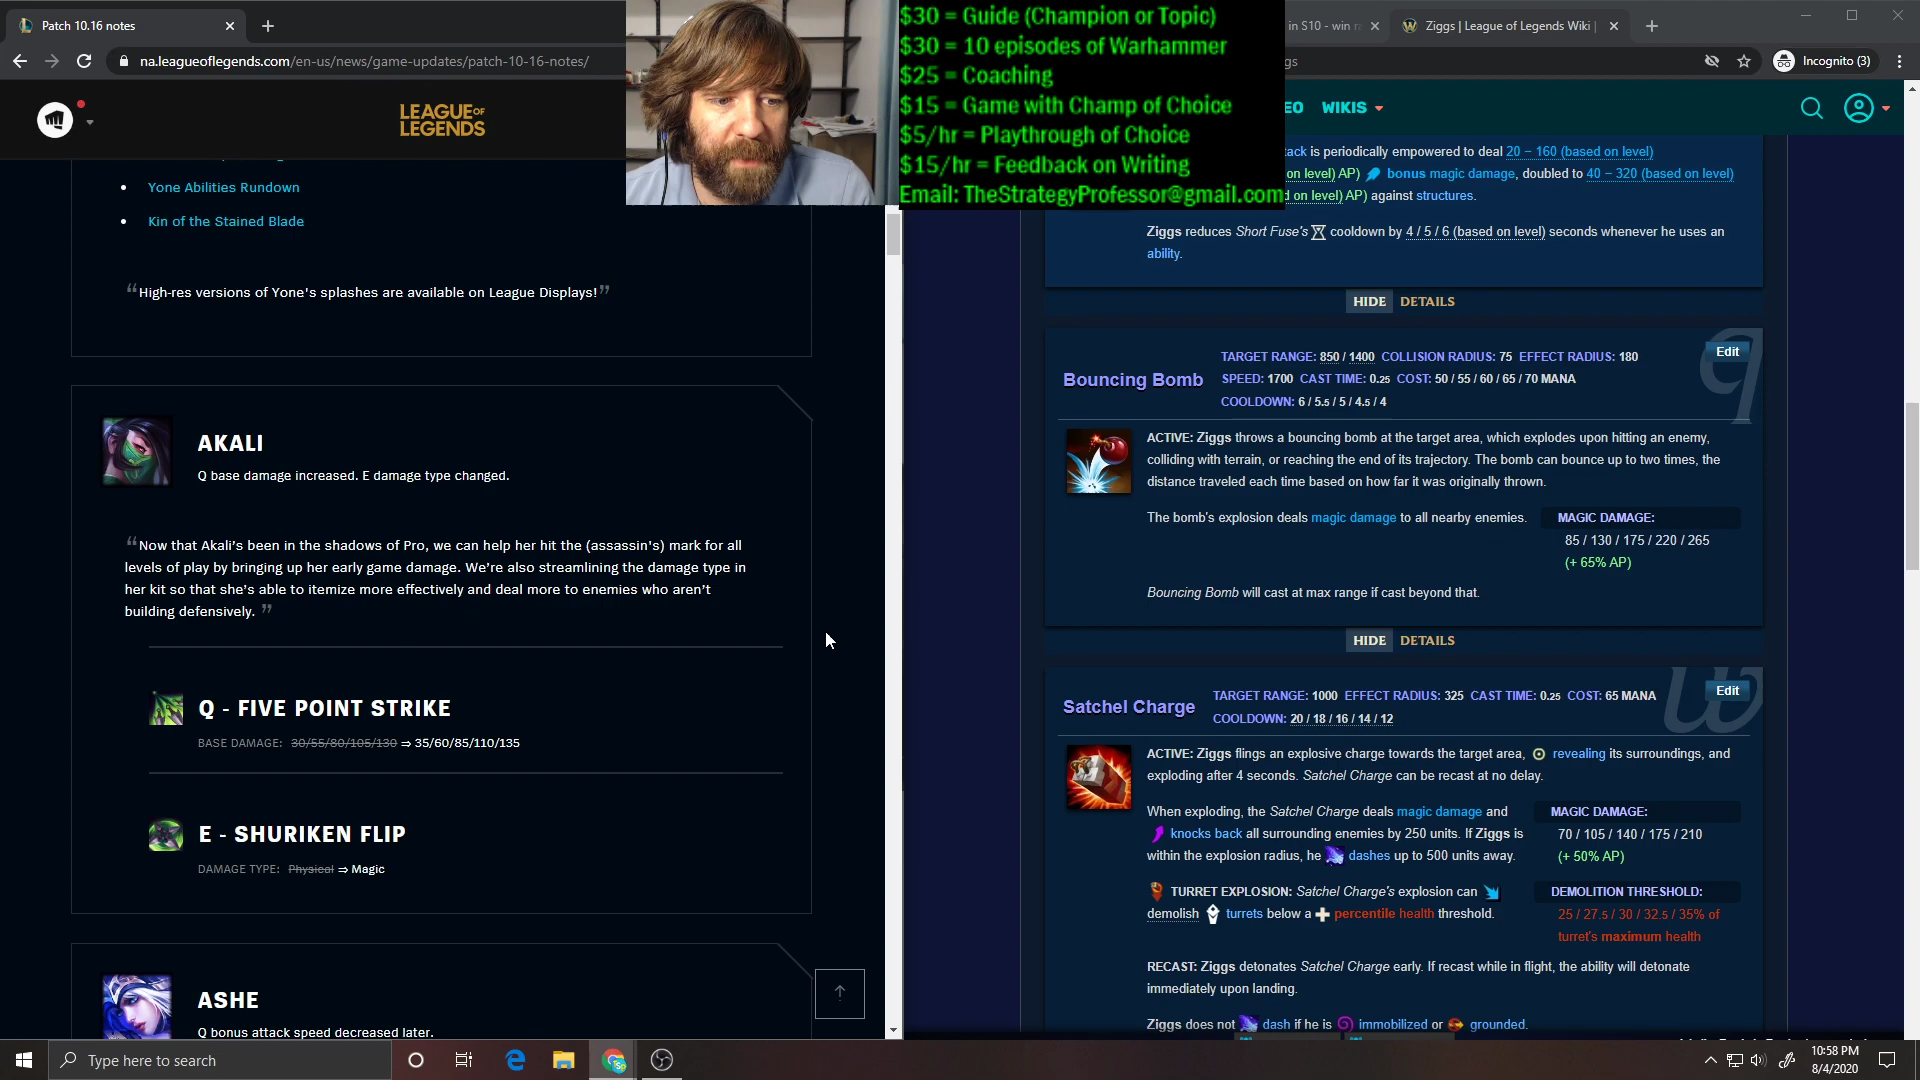 Patch 10.16 notes
na.leagueoflegends.com/en-us/news/game-updates/patch-10-16-notes/
LEAGUE OF
LEGENDS
Yone Abilities Rundown
Kin of the Stained Blade
“High-res versions of Yone's splashes are available on League Displays!”
AKALI
Q base damage increased. E damage type changed.
“Now that Akali’s been in the shadows of Pro, we can help her hit the (assassin's) mark for all
levels of play by bringing up her early game damage. We’re also streamlining the damage type in
her kit so that she’s able to itemize more effectively and deal more to enemies who aren’t
building defensively. ”
Q - FIVE POINT STRIKE
BASE DAMAGE: 30/55/80/105/130 ⇒ 35/60/85/110/135
E - SHURIKEN FLIP
DAMAGE TYPE: Physical ⇒ Magic
ASHE
Q bonus attack speed decreased later.
$30 = Guide (Champion or Topic)
$30 = 10 episodes of Warhammer
$25 = Coaching
$15 = Game with Champ of Choice
$5/hr = Playthrough of Choice
$15/hr = Feedback on Writing
Email: TheStrategyProfessor@gmail.com
in S10 - win
Ziggs | League of Legends Wiki |
gs
Incognito (3)
EO WIKIS
ack is periodically empowered to deal 20 − 160 (based on level)
on level) AP) bonus magic damage, doubled to 40 − 320 (based on level)
d on level) AP) against structures.
Ziggs reduces Short Fuse's cooldown by 4 / 5 / 6 (based on level) seconds whenever he uses an
ability.
HIDE DETAILS
Bouncing Bomb
TARGET RANGE: 850 / 1400 COLLISION RADIUS: 75 EFFECT RADIUS: 180
SPEED: 1700 CAST TIME: 0.25 COST: 50 / 55 / 60 / 65 / 70 MANA
COOLDOWN: 6 / 5.5 / 5 / 4.5 / 4
Edit
q
ACTIVE: Ziggs throws a bouncing bomb at the target area, which explodes upon hitting an enemy,
colliding with terrain, or reaching the end of its trajectory. The bomb can bounce up to two times, the
distance traveled each time based on how far it was originally thrown.
The bomb's explosion deals magic damage to all nearby enemies.
MAGIC DAMAGE:
85 / 130 / 175 / 220 / 265
(+ 65% AP)
Bouncing Bomb will cast at max range if cast beyond that.
HIDE DETAILS
Satchel Charge
TARGET RANGE: 1000 EFFECT RADIUS: 325 CAST TIME: 0.25 COST: 65 MANA
COOLDOWN: 20 / 18 / 16 / 14 / 12
Edit
w
ACTIVE: Ziggs flings an explosive charge towards the target area, revealing its surroundings, and
exploding after 4 seconds. Satchel Charge can be recast at no delay.
When exploding, the Satchel Charge deals magic damage and
knocks back all surrounding enemies by 250 units. If Ziggs is
within the explosion radius, he dashes up to 500 units away.
MAGIC DAMAGE:
70 / 105 / 140 / 175 / 210
(+ 50% AP)
TURRET EXPLOSION: Satchel Charge's explosion can
demolish turrets below a percentile health threshold.
DEMOLITION THRESHOLD:
25 / 27.5 / 30 / 32.5 / 35% of
turret's maximum health
RECAST: Ziggs detonates Satchel Charge early. If recast while in flight, the ability will detonate
immediately upon landing.
Ziggs does not dash if he is immobilized or grounded.
Type here to search
10:58 PM
8/4/2020